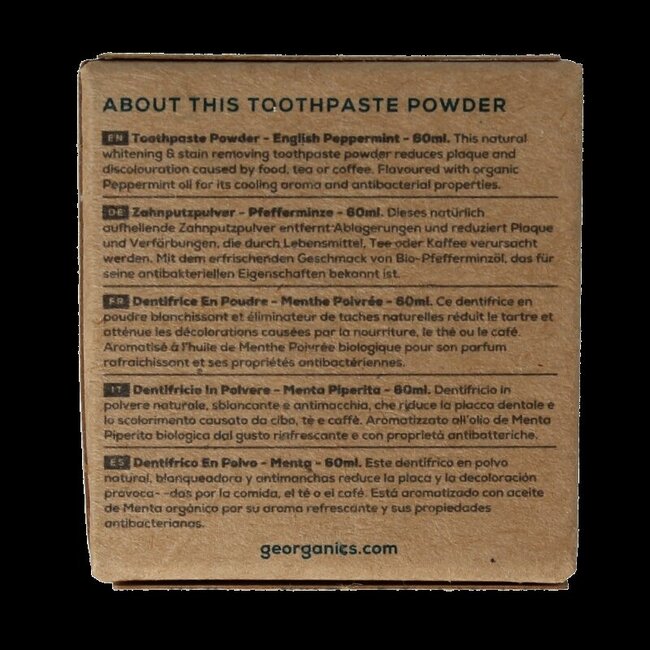 ABOUT THIS TOOTHPASTE POWDER
EN Toothpaste Powder - English Peppermint - 60ml. This natural
whitening & stain removing toothpaste powder reduces plaque and
discolouration caused by food, tea or coffee. Flavoured with organic
Peppermint oil for its cooling aroma and antibacterial properties.
DE Zahnputzpulver - Pfefferminze - 60ml. Dieses natürlich
aufhellende Zahnputzpulver entfernt Ablagerungen und reduziert Plaque
und Verfärbungen, die durch Lebensmittel, Tee oder Kaffee verursacht
werden. Mit dem erfrischenden Geschmack von Bio-Pfefferminzöl, das für
seine antibakteriellen Eigenschaften bekannt ist.
FR Dentifrice En Poudre - Menthe Poivrée - 60ml. Ce dentifrice en
poudre blanchissant et éliminateur de taches naturelles réduit le tartre et
atténue les décolorations causées par la nourriture, le thé ou le café.
Aromatisé à l'huile de Menthe Poivrée biologique pour son parfum
rafraichissant et ses propriétés antibactériennes.
IT Dentifricio In Polvere - Menta Piperita - 60ml. Dentifricio in
polvere naturale, sbiancante e antimacchia, che riduce la placca dentale e
lo scolorimento causato da cibo, tè e caffè. Aromatizzato all'olio de Menta
Piperita biologica dal gusto rinfrescante e con proprietà antibatteriche.
ES Dentífrico En Polvo - Menta - 60ml. Este dentífrico en polvo
natural, blanqueadora y antimanchas reduce la placa y la decoloración
provoca- -das por la comida, el té o el café. Está aromatizado con aceite
de Menta orgánico por su aroma refrescante y sus propiedades
antibacterianas.
georganics.com